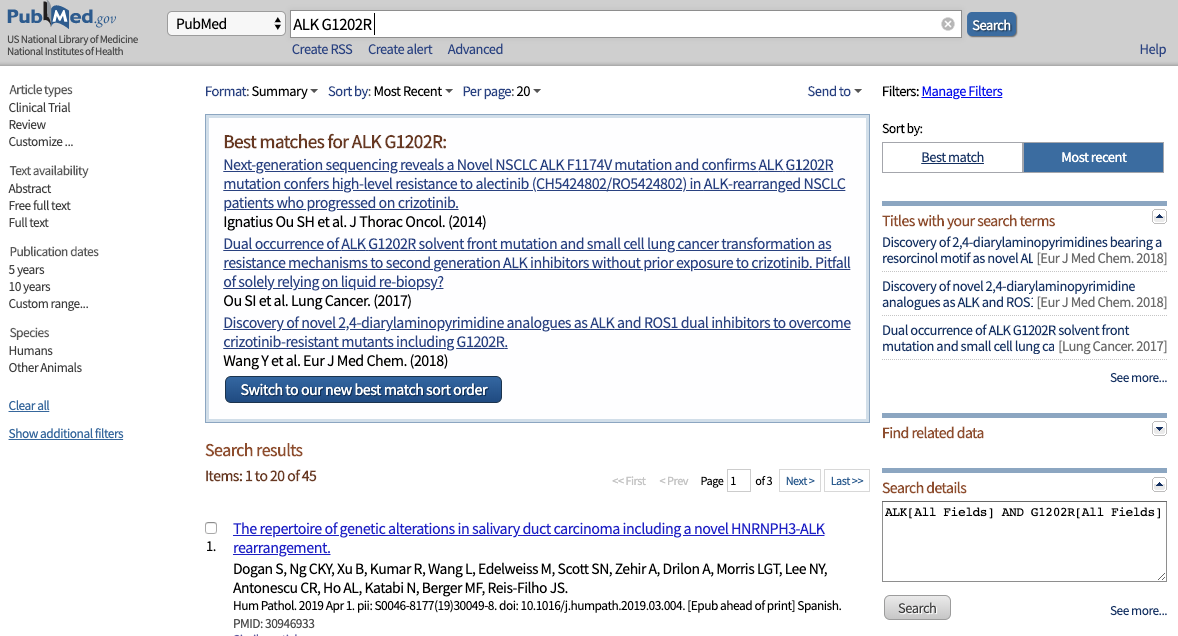 PubMed.gov
US National Library of Medicine
National Institutes of Health
PubMed
ALK G1202R
Search
Create RSS Create alert Advanced
Help
Article types
Clinical Trial
Review
Customize ...
Text availability
Abstract
Free full text
Full text
Publication dates
5 years
10 years
Custom range...
Species
Humans
Other Animals
Clear all
Show additional filters
Format: Summary Sort by: Most Recent Per page: 20
Send to
Best matches for ALK G1202R:
Next-generation sequencing reveals a Novel NSCLC ALK F1174V mutation and confirms ALK G1202R
mutation confers high-level resistance to alectinib (CH5424802/RO5424802) in ALK-rearranged NSCLC
patients who progressed on crizotinib.
Ignatius Ou SH et al. J Thorac Oncol. (2014)
Dual occurrence of ALK G1202R solvent front mutation and small cell lung cancer transformation as
resistance mechanisms to second generation ALK inhibitors without prior exposure to crizotinib. Pitfall
of solely relying on liquid re-biopsy?
Ou SI et al. Lung Cancer. (2017)
Discovery of novel 2,4-diarylaminopyrimidine analogues as ALK and ROS1 dual inhibitors to overcome
crizotinib-resistant mutants including G1202R.
Wang Y et al. Eur J Med Chem. (2018)
Switch to our new best match sort order
Search results
Items: 1 to 20 of 45
<< First < Prev Page 1 of 3 Next > Last >>
1.
The repertoire of genetic alterations in salivary duct carcinoma including a novel HNRNPH3-ALK
rearrangement.
Dogan S, Ng CKY, Xu B, Kumar R, Wang L, Edelweiss M, Scott SN, Zehir A, Drilon A, Morris LGT, Lee NY,
Antonescu CR, Ho AL, Katabi N, Berger MF, Reis-Filho JS.
Hum Pathol. 2019 Apr 1. pii: S0046-8177(19)30049-8. doi: 10.1016/j.humpath.2019.03.004. [Epub ahead of print] Spanish.
PMID: 30946933
Filters: Manage Filters
Sort by:
Best match Most recent
Titles with your search terms
Discovery of 2,4-diarylaminopyrimidines bearing a
resorcinol motif as novel AL [Eur J Med Chem. 2018]
Discovery of novel 2,4-diarylaminopyrimidine
analogues as ALK and ROS1 [Eur J Med Chem. 2018]
Dual occurrence of ALK G1202R solvent front
mutation and small cell lung ca [Lung Cancer. 2017]
See more...
Find related data
Search details
ALK[All Fields] AND G1202R[All Fields]
Search
See more...